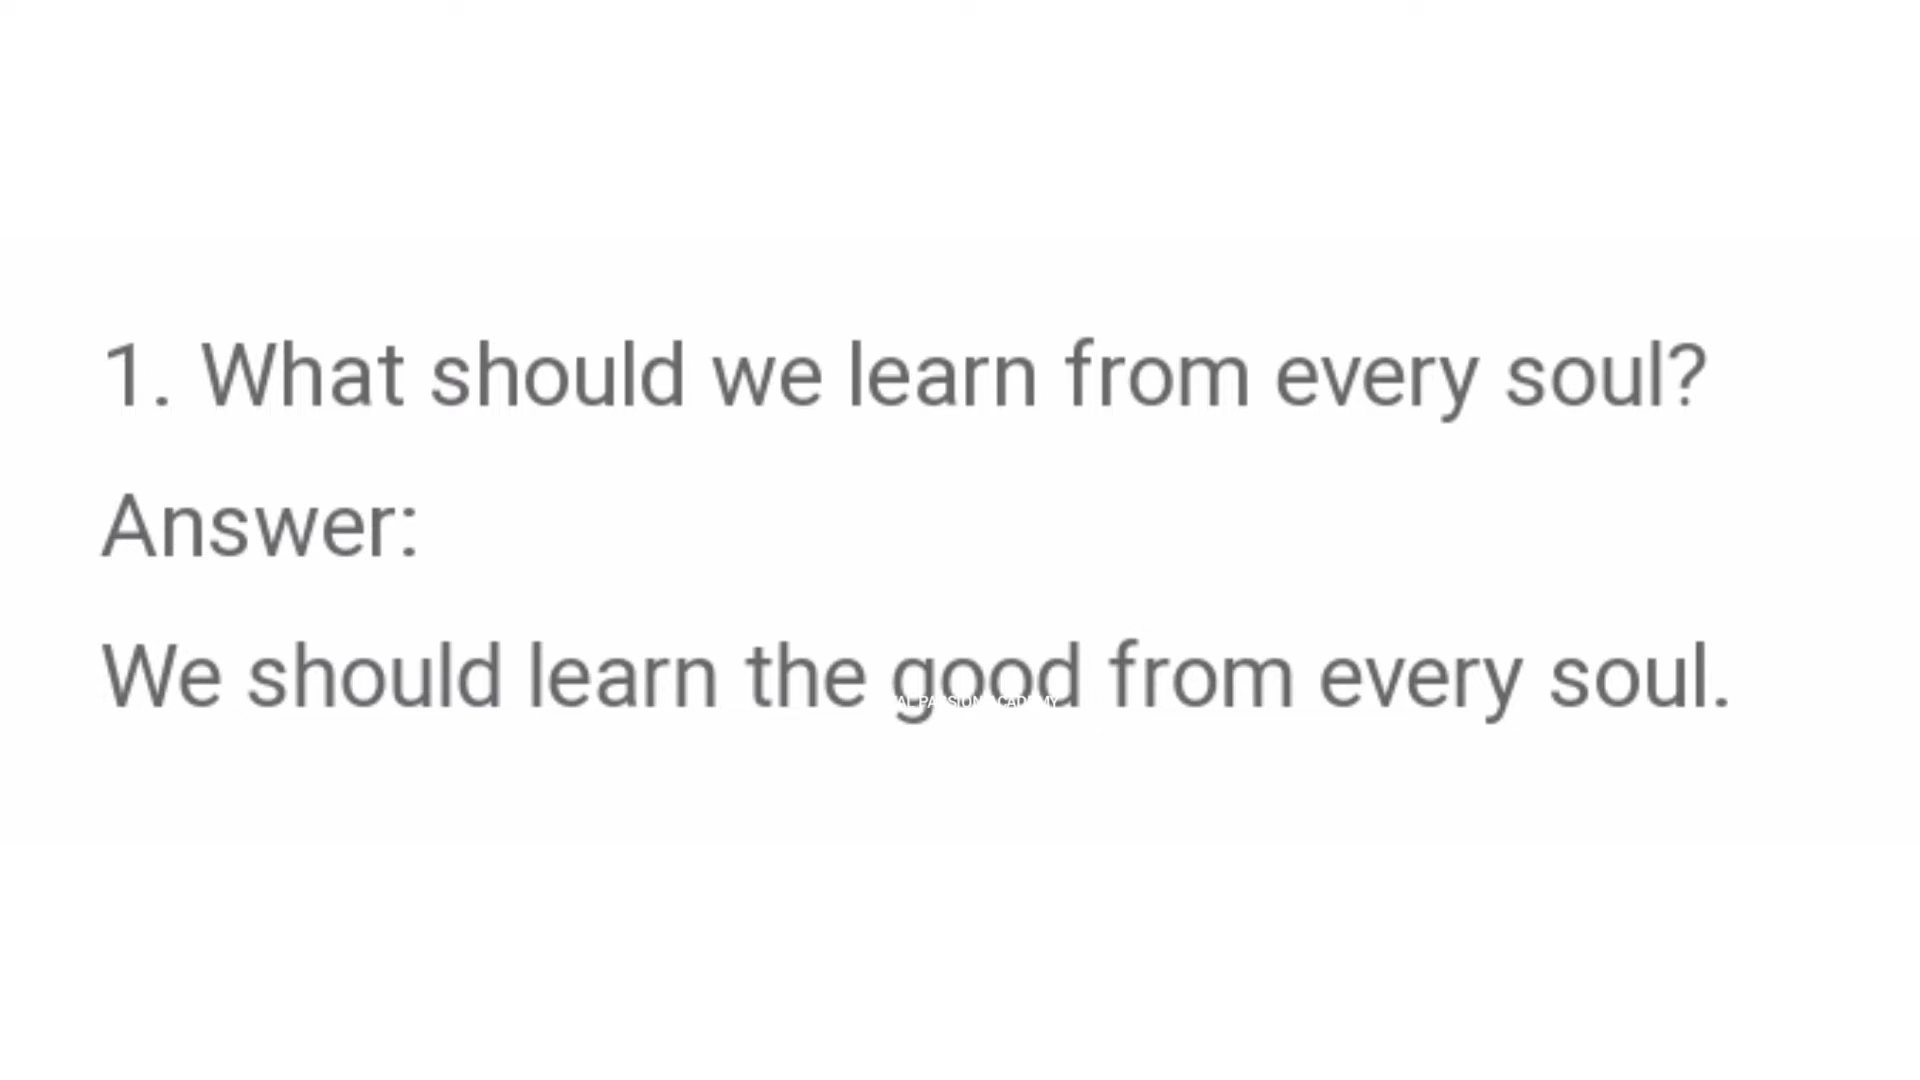 1. What should we learn from every soul?
Answer:
We should learn the good from every soul.